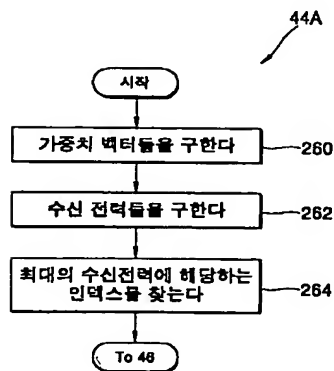 44A
시작
가중치 벡터들을 구한다
260
수신 전력들을 구한다
262
최대의 수신전력에 해당하는
인덱스를 찾는다
264
To 46